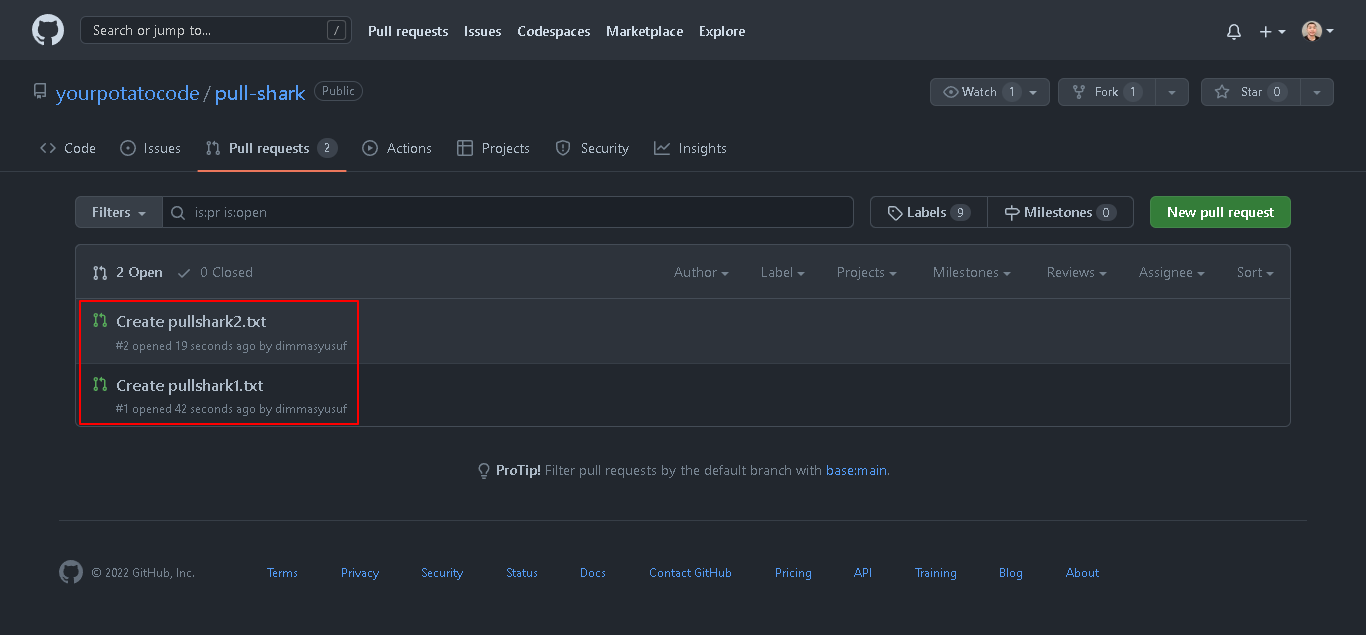 Search or jump to... / Pull requests Issues Codespaces Marketplace Explore
yourpotatocode / pull-shark Public Watch 1 Fork 1 Star 0
Code Issues Pull requests 2 Actions Projects Security Insights
Filters is:pr is:open Labels 9 Milestones 0 New pull request
2 Open 0 Closed Author Label Projects Milestones Reviews Assignee Sort
Create pullshark2.txt
#2 opened 19 seconds ago by dimmasyusuf
Create pullshark1.txt
#1 opened 42 seconds ago by dimmasyusuf
ProTip! Filter pull requests by the default branch with base:main.
© 2022 GitHub, Inc. Terms Privacy Security Status Docs Contact GitHub Pricing API Training Blog About